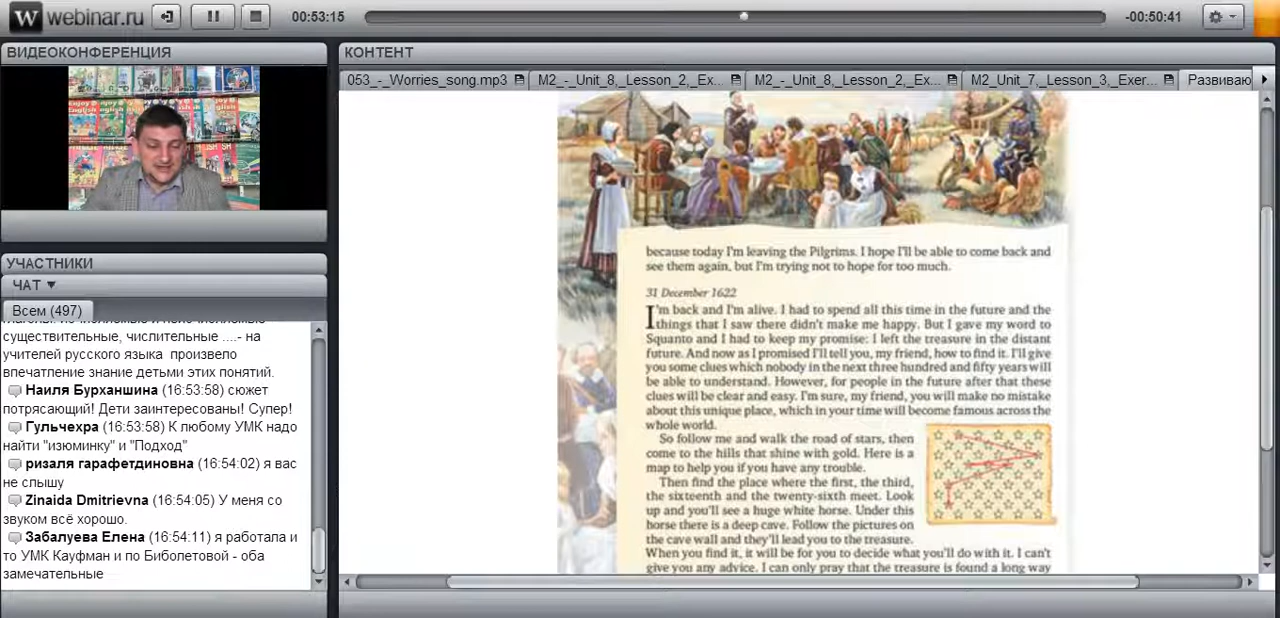 webinar.ru
00:53:15
-00:50:41
ВИДЕОКОНФЕРЕНЦИЯ
КОНТЕНТ
053_-_Worries_song.mp3
M2_-_Unit_8,_Lesson_2,_Ex...
M2_-_Unit_8,_Lesson_2,_Ex...
M2_Unit_7,_Lesson_3,_Exer...
Развиваю
УЧАСТНИКИ
ЧАТ
Всем (497)
существительные, числительные ....- на
учителей русского языка произвело
впечатление знание детьми этих понятий.
Наиля Бурханшина (16:53:58) сюжет
потрясающий! Дети заинтересованы! Супер!
Гульчехра (16:53:58) К любому УМК надо
найти "изюминку" и "Подход"
ризаля гарафетдиновна (16:54:02) я вас
не слышу
Zinaida Dmitrievna (16:54:05) У меня со
звуком всё хорошо.
Забалуева Елена (16:54:11) я работала и
то УМК Кауфман и по Биболетовой - оба
замечательные
because today I'm leaving the Pilgrims. I hope I'll be able to come back and
see them again, but I'm trying not to hope for too much.
31 December 1622
I'm back and I'm alive. I had to spend all this time in the future and the
things that I saw there didn't make me happy. But I gave my word to
Squanto and I had to keep my promise: I left the treasure in the distant
future. And now as I promised I'll tell you, my friend, how to find it. I'll give
you some clues which nobody in the next three hundred and fifty years will
be able to understand. However, for people in the future after that these
clues will be clear and easy. I'm sure, my friend, you will make no mistake
about this unique place, which in your time will become famous across the
whole world.
So follow me and walk the road of stars, then
come to the hills that shine with gold. Here is a
map to help you if you have any trouble.
Then find the place where the first, the third,
the sixteenth and the twenty-sixth meet. Look
up and you'll see a huge white horse. Under this
horse there is a deep cave. Follow the pictures on
the cave wall and they'll lead you to the treasure.
When you find it, it will be for you to decide what you'll do with it. I can't
give you any advice. I can only pray that the treasure is found a long way